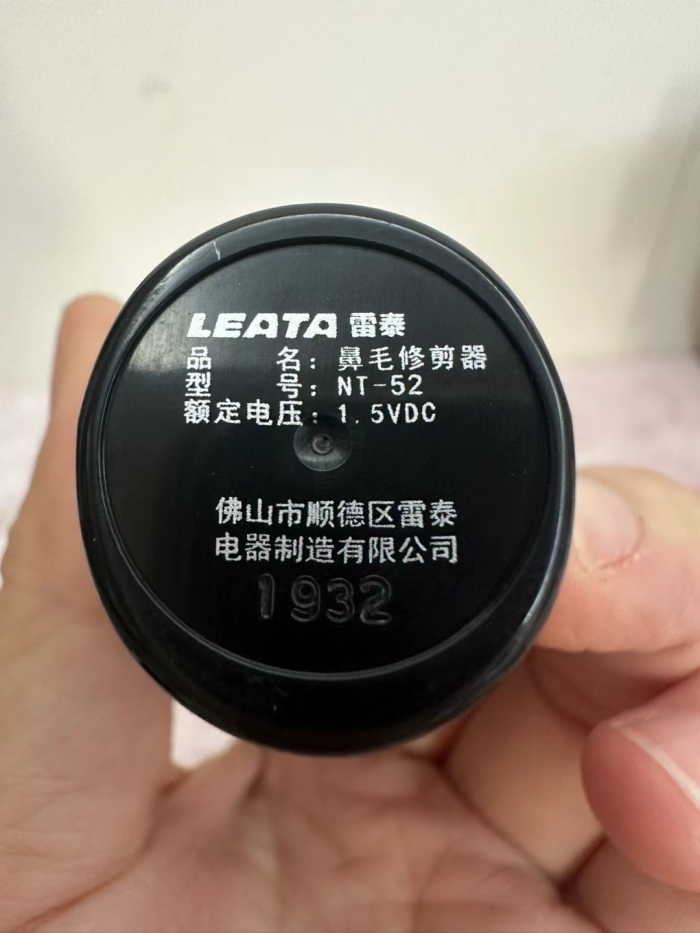 LEATA 雷泰
品 名：鼻毛修剪器
型 号：NT-52
额定电压：1.5VDC
佛山市顺德区雷泰
电器制造有限公司
1932